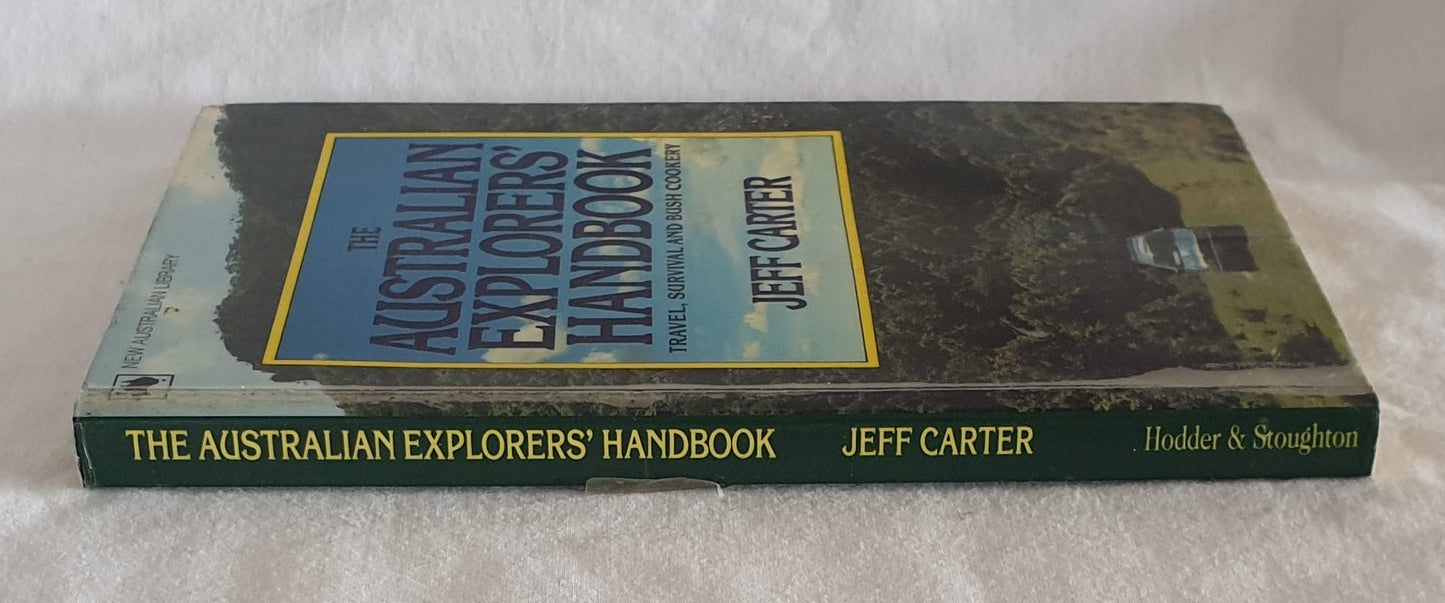 NEW AUSTRALIAN LIBRARY
THE
AUSTRALIAN
EXPLORERS'
HANDBOOK
TRAVEL, SURVIVAL AND BUSH COOKERY
JEFF CARTER
THE AUSTRALIAN EXPLORERS' HANDBOOK JEFF CARTER Hodder & Stoughton